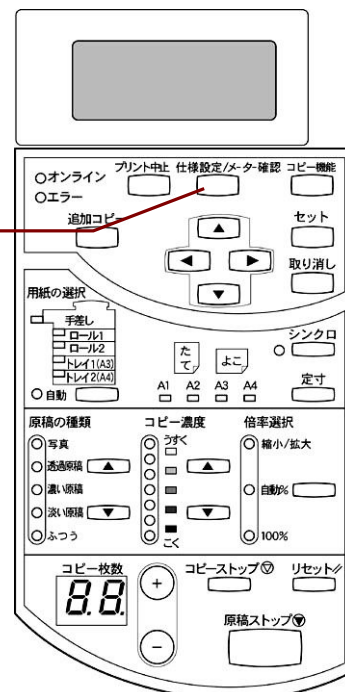 プリント中止 仕様設定/メーター確認 コピー機能
オンライン
エラー
追加コピー
セット
取り消し
用紙の選択
手差し
ロール1
ロール2
トレイ1(A3)
トレイ2(A4)
自動
たて
よこ
A1 A2 A3 A4
シンクロ
定寸
原稿の種類
写真
透過原稿
濃い原稿
淡い原稿
ふつう
コピー濃度
うすく
こく
倍率選択
縮小/拡大
自動%
100%
コピー枚数
88
+
−
コピーストップ
リセット
原稿ストップ